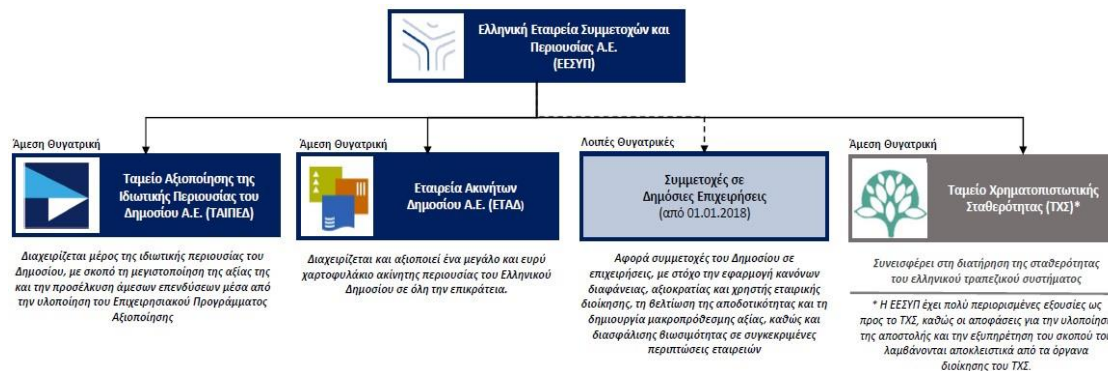 Ελληνική Εταιρεία Συμμετοχών και
Περιουσίας Α.Ε.
(ΕΕΣΥΠ)
Άμεση Θυγατρική
Ταμείο Αξιοποίησης της
Ιδιωτικής Περιουσίας του
Δημοσίου Α.Ε. (ΤΑΙΠΕΔ)
Διαχειρίζεται μέρος της ιδιωτικής περιουσίας του
Δημοσίου, με σκοπό τη μεγιστοποίηση της αξίας της
και την προσέλκυση άμεσων επενδύσεων μέσα από
την υλοποίηση του Επιχειρησιακού Προγράμματος
Αξιοποίησης
Άμεση Θυγατρική
Εταιρεία Ακινήτων
Δημοσίου Α.Ε. (ΕΤΑΔ)
Διαχειρίζεται και αξιοποιεί ένα μεγάλο και ευρύ
χαρτοφυλάκιο ακίνητης περιουσίας του Ελληνικού
Δημοσίου σε όλη την επικράτεια.
Λοιπές Θυγατρικές
Συμμετοχές σε
Δημόσιες Επιχειρήσεις
(από 01.01.2018)
Αφορά συμμετοχές του Δημοσίου σε
επιχειρήσεις, με στόχο την εφαρμογή κανόνων
διαφάνειας, αξιοκρατίας και χρηστής εταιρικής
διοίκησης, τη βελτίωση της αποδοτικότητας και τη
δημιουργία μακροπρόθεσμης αξίας, καθώς και
διασφάλισης βιωσιμότητας σε συγκεκριμένες
περιπτώσεις εταιρειών
Άμεση Θυγατρική
Ταμείο Χρηματοπιστωτικής
Σταθερότητας (ΤΧΣ)*
Συνεισφέρει στη διατήρηση της σταθερότητας
του ελληνικού τραπεζικού συστήματος
* Η ΕΕΣΥΠ έχει πολύ περιορισμένες εξουσίες ως
προς το ΤΧΣ, καθώς οι αποφάσεις για την υλοποίηση
της αποστολής και την εξυπηρέτηση του σκοπού του
λαμβάνονται αποκλειστικά από τα όργανα
διοίκησης του ΤΧΣ.